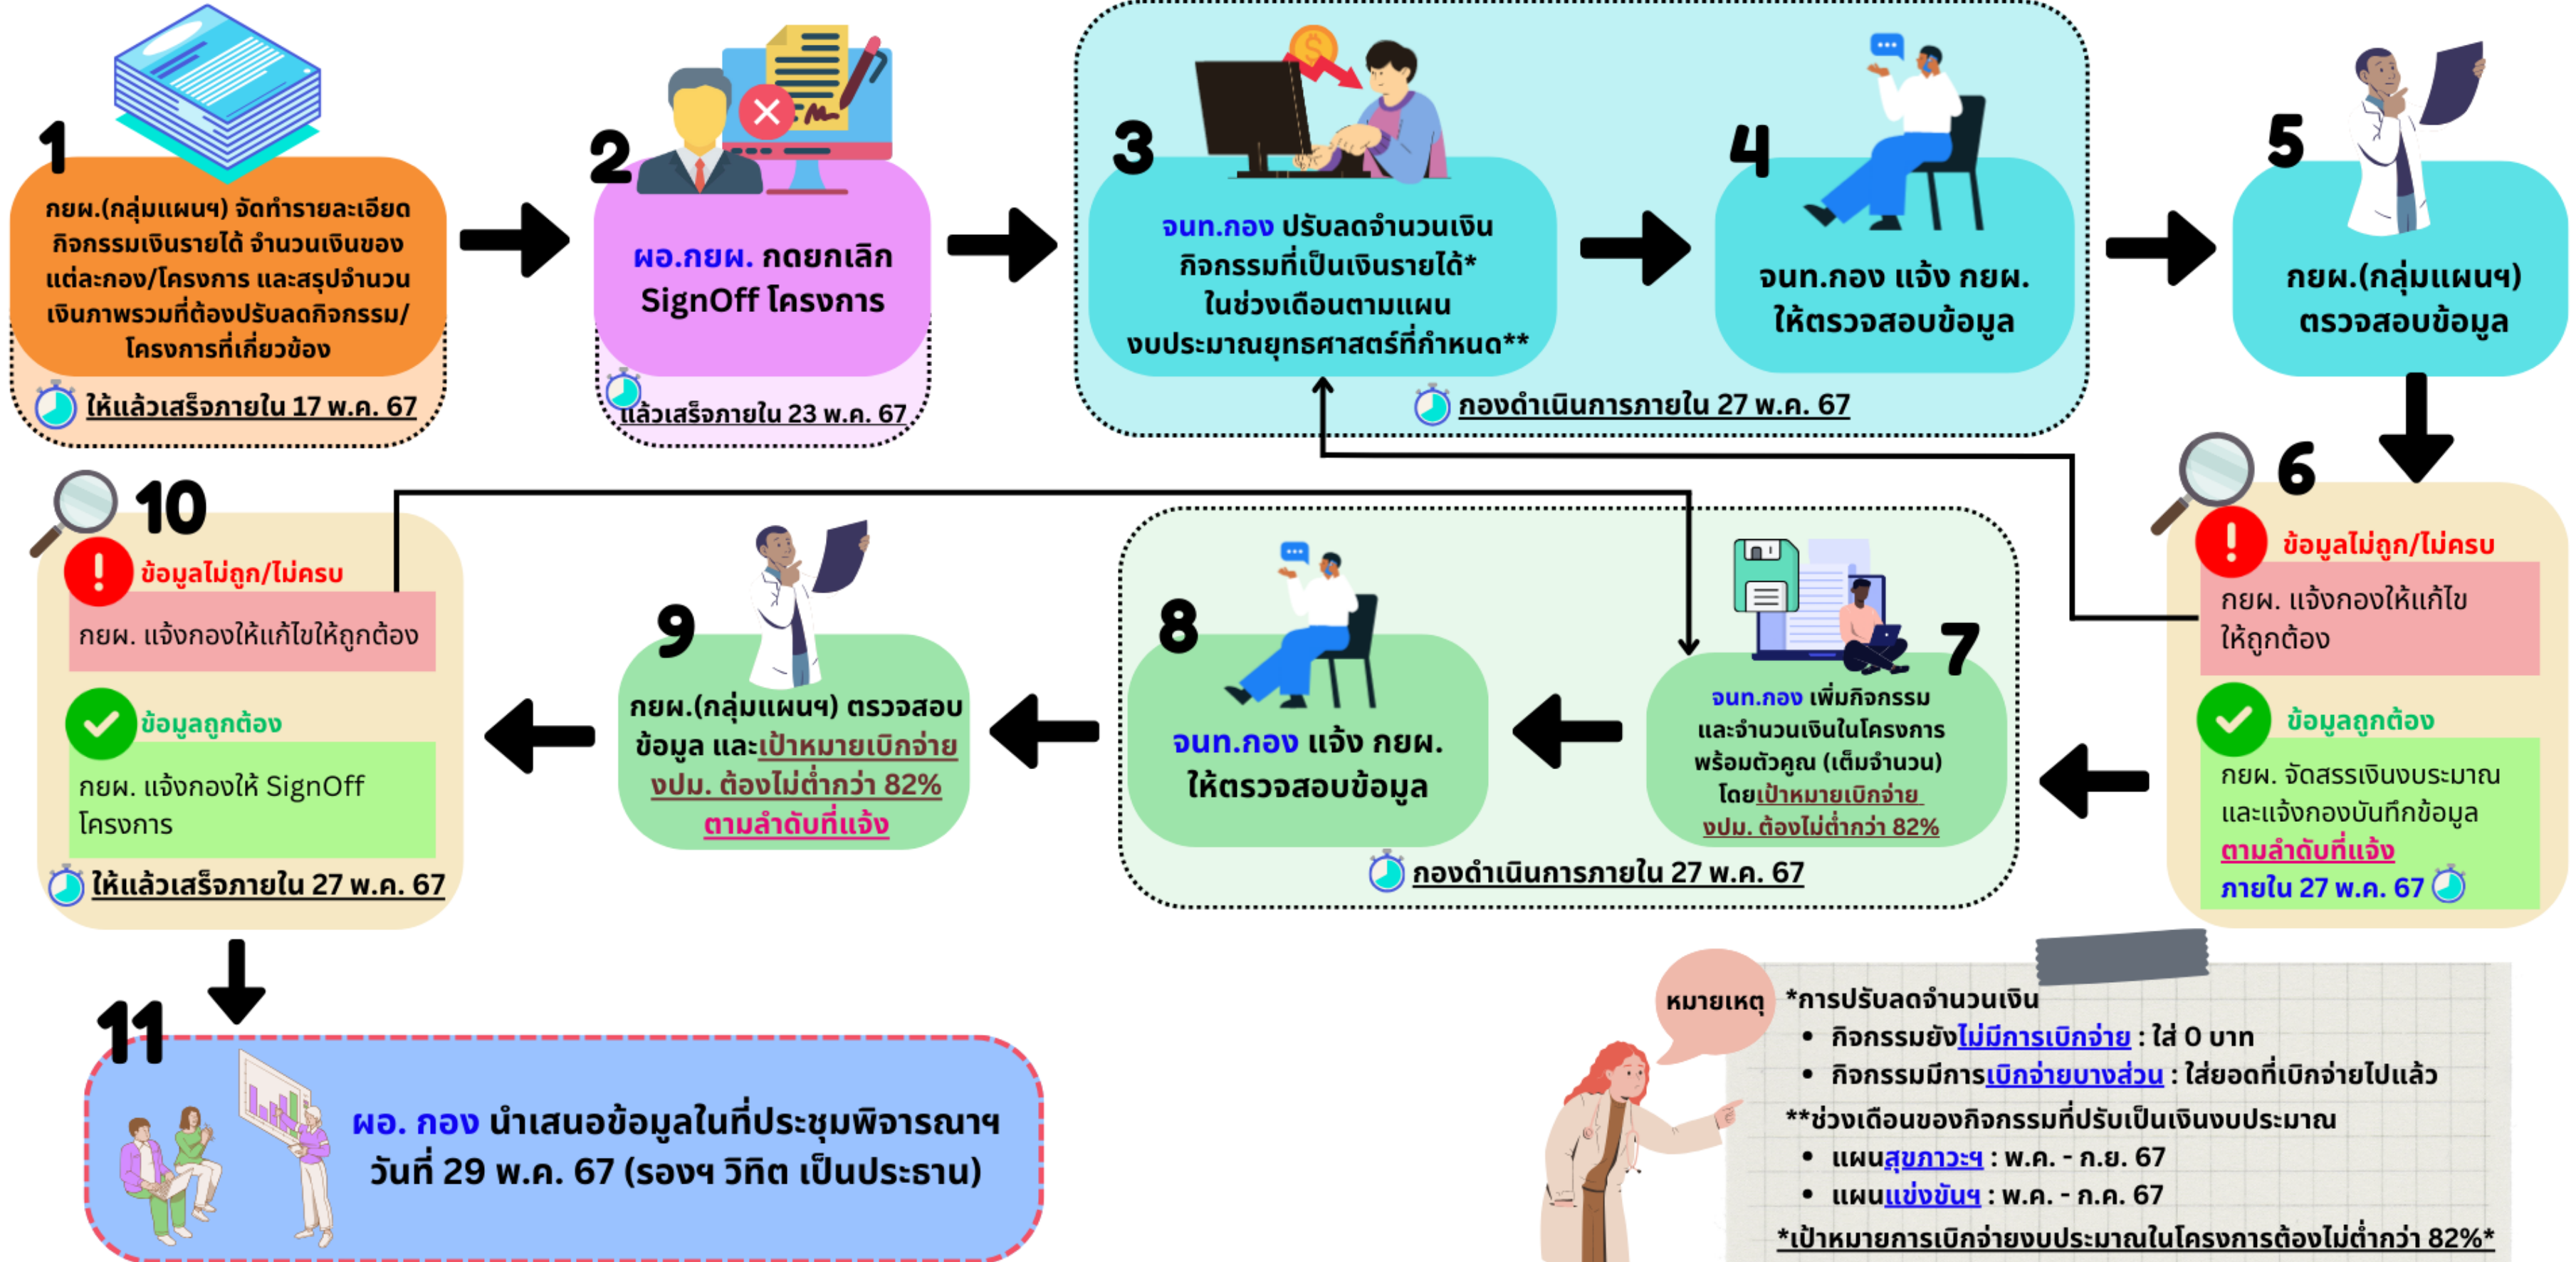 1
กยผ.(กลุ่มแผนฯ) จัดทำรายละเอียด
กิจกรรมเงินรายได้ จำนวนเงินของ
แต่ละกอง/โครงการ และสรุปจำนวน
เงินภาพรวมที่ต้องปรับลดกิจกรรม/
โครงการที่เกี่ยวข้อง
ให้แล้วเสร็จภายใน 17 พ.ค. 67
2
ผอ.กยผ. กดยกเลิก
SignOff โครงการ
แล้วเสร็จภายใน 23 พ.ค. 67
3
จนท.กอง ปรับลดจำนวนเงิน
กิจกรรมที่เป็นเงินรายได้*
ในช่วงเดือนตามแผน
งบประมาณยุทธศาสตร์ที่กำหนด**
4
จนท.กอง แจ้ง กยผ.
ให้ตรวจสอบข้อมูล
กองดำเนินการภายใน 27 พ.ค. 67
5
กยผ.(กลุ่มแผนฯ)
ตรวจสอบข้อมูล
6
ข้อมูลไม่ถูก/ไม่ครบ
กยผ. แจ้งกองให้แก้ไข
ให้ถูกต้อง
ข้อมูลถูกต้อง
กยผ. จัดสรรเงินงบระมาณ
และแจ้งกองบันทึกข้อมูล
ตามลำดับที่แจ้ง
ภายใน 27 พ.ค. 67
7
จนท.กอง เพิ่มกิจกรรม
และจำนวนเงินในโครงการ
พร้อมตัวคูณ (เต็มจำนวน)
โดยเป้าหมายเบิกจ่าย
งปม. ต้องไม่ต่ำกว่า 82%
8
จนท.กอง แจ้ง กยผ.
ให้ตรวจสอบข้อมูล
กองดำเนินการภายใน 27 พ.ค. 67
9
กยผ.(กลุ่มแผนฯ) ตรวจสอบ
ข้อมูล และเป้าหมายเบิกจ่าย
งปม. ต้องไม่ต่ำกว่า 82%
ตามลำดับที่แจ้ง
10
ข้อมูลไม่ถูก/ไม่ครบ
กยผ. แจ้งกองให้แก้ไขให้ถูกต้อง
ข้อมูลถูกต้อง
กยผ. แจ้งกองให้ SignOff
โครงการ
ให้แล้วเสร็จภายใน 27 พ.ค. 67
11
ผอ. กอง นำเสนอข้อมูลในที่ประชุมพิจารณาฯ
วันที่ 29 พ.ค. 67 (รองฯ วิทิต เป็นประธาน)
หมายเหตุ
*การปรับลดจำนวนเงิน
• กิจกรรมยังไม่มีการเบิกจ่าย : ใส่ 0 บาท
• กิจกรรมมีการเบิกจ่ายบางส่วน : ใส่ยอดที่เบิกจ่ายไปแล้ว
**ช่วงเดือนของกิจกรรมที่ปรับเป็นเงินงบประมาณ
• แผนสุขภาวะฯ : พ.ค. - ก.ย. 67
• แผนแข่งขันฯ : พ.ค. - ก.ค. 67
*เป้าหมายการเบิกจ่ายงบประมาณในโครงการต้องไม่ต่ำกว่า 82%*